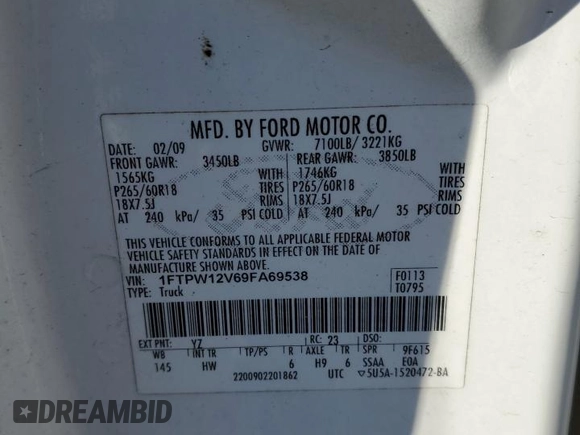 MFD. BY FORD MOTOR CO.
DATE: 02/09 GVWR: 7100LB/ 3221KG
FRONT GAWR: 3450LB REAR GAWR: 3850LB
1565KG WITH 1746KG WITH
P265/60R18 TIRES P265/60R18 TIRES
18X7.5J RIMS 18X7.5J RIMS
AT 240 kPa/ 35 PSI COLD AT 240 kPa/ 35 PSI COLD
THIS VEHICLE CONFORMS TO ALL APPLICABLE FEDERAL MOTOR
VEHICLE SAFETY STANDARDS IN EFFECT ON THE DATE OF
MANUFACTURE SHOWN ABOVE.
VIN: 1FTPW12V69FA69538 F0113
TYPE: Truck T0795
EXT PNT: YZ RC: 23 DSO:
WB INT TR TP/PS R AXLE TR SPR 9F615
145 HW 6 H9 6 SSAA EQA
2200902201862 UTC ▽5U5A-1520472-BA
DREAMBID.COM